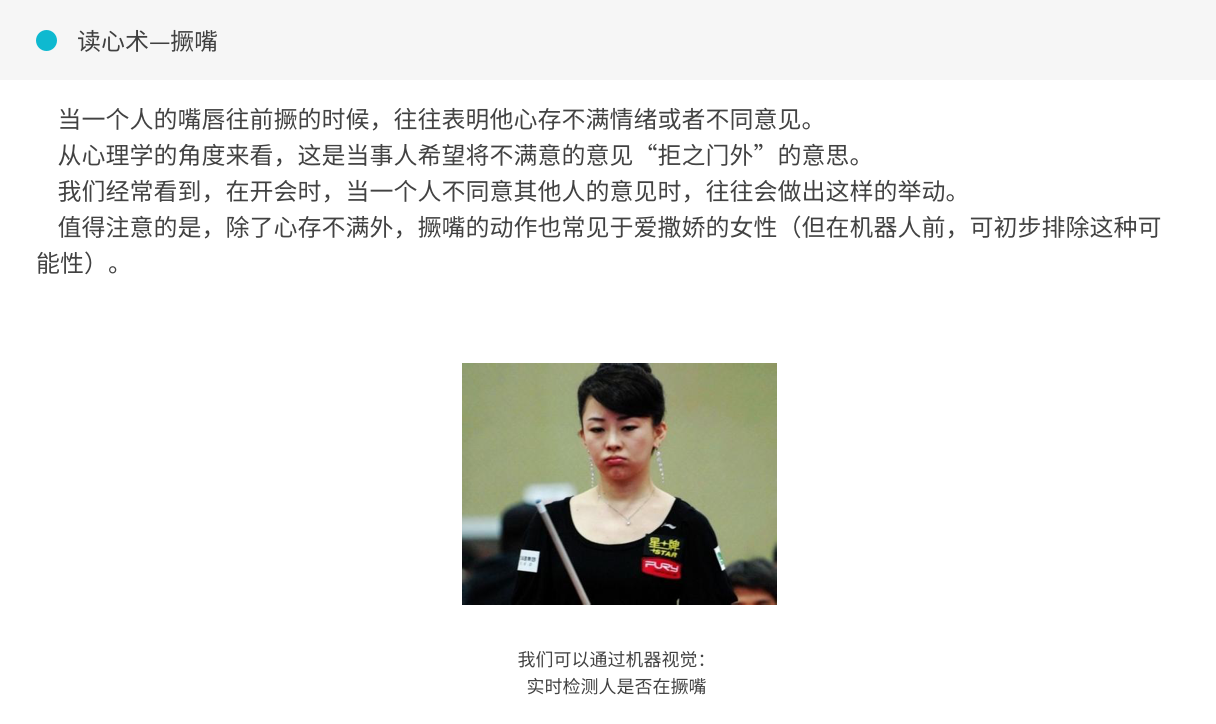 读心术—撅嘴
当一个人的嘴唇往前撅的时候，往往表明他心存不满情绪或者不同意见。
从心理学的角度来看，这是当事人希望将不满意的意见“拒之门外”的意思。
我们经常看到，在开会时，当一个人不同意其他人的意见时，往往会做出这样的举动。
值得注意的是，除了心存不满外，撅嘴的动作也常见于爱撒娇的女性（但在机器人前，可初步排除这种可
能性）。
星牌
STAR
FURY
我们可以通过机器视觉：
实时检测人是否在撅嘴